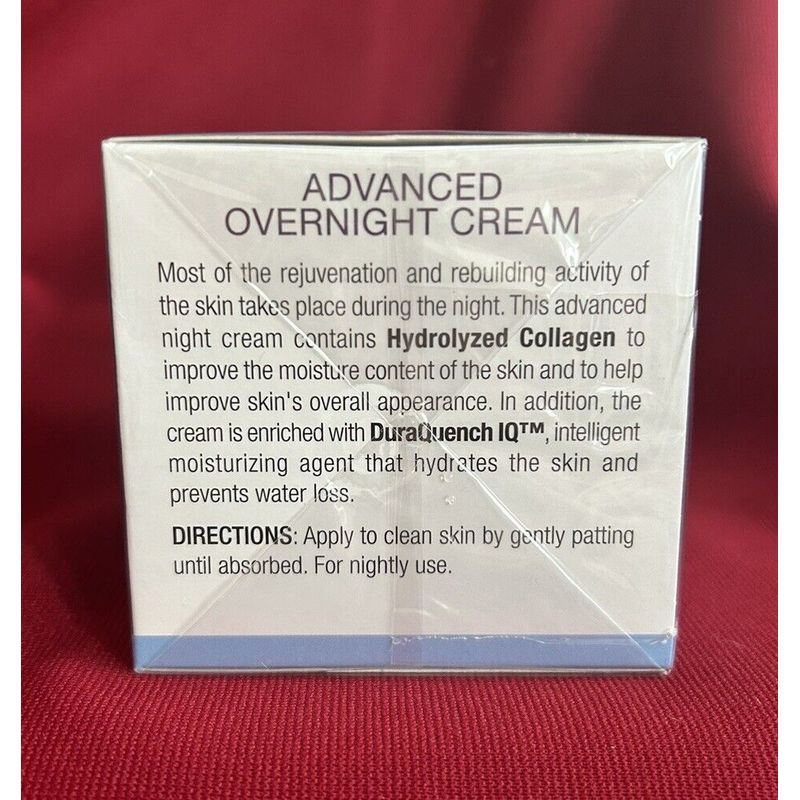 ADVANCED
OVERNIGHT CREAM
Most of the rejuvenation and rebuilding activity of
the skin takes place during the night. This advanced
night cream contains Hydrolyzed Collagen to
improve the moisture content of the skin and to help
improve skin's overall appearance. In addition, the
cream is enriched with DuraQuench IQ™, intelligent
moisturizing agent that hydrates the skin and
prevents water loss.
DIRECTIONS: Apply to clean skin by gently patting
until absorbed. For nightly use.